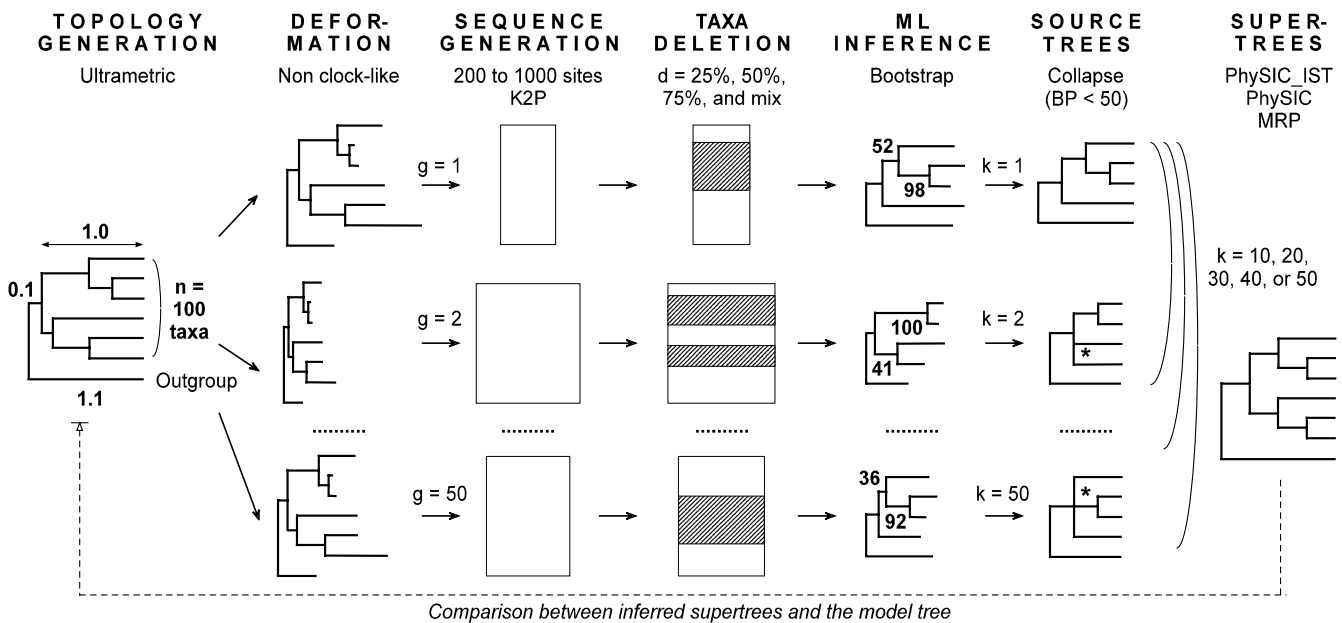 TOPOLOGY
GENERATION
Ultrametric
DEFOR-
MATION
Non clock-like
SEQUENCE
GENERATION
200 to 1000 sites
K2P
TAXA
DELETION
d = 25%, 50%,
75%, and mix
ML
INFERENCE
Bootstrap
SOURCE
TREES
Collapse
(BP < 50)
SUPER-
TREES
PhySIC_IST
PhySIC
MRP
1.0
0.1
n =
100
taxa
Outgroup
1.1
g = 1
52
98
k = 1
g = 2
100
41
k = 2
*
k = 10, 20,
30, 40, or 50
.........
.........
.........
.........
.........
g = 50
36
92
k = 50
*
Comparison between inferred supertrees and the model tree